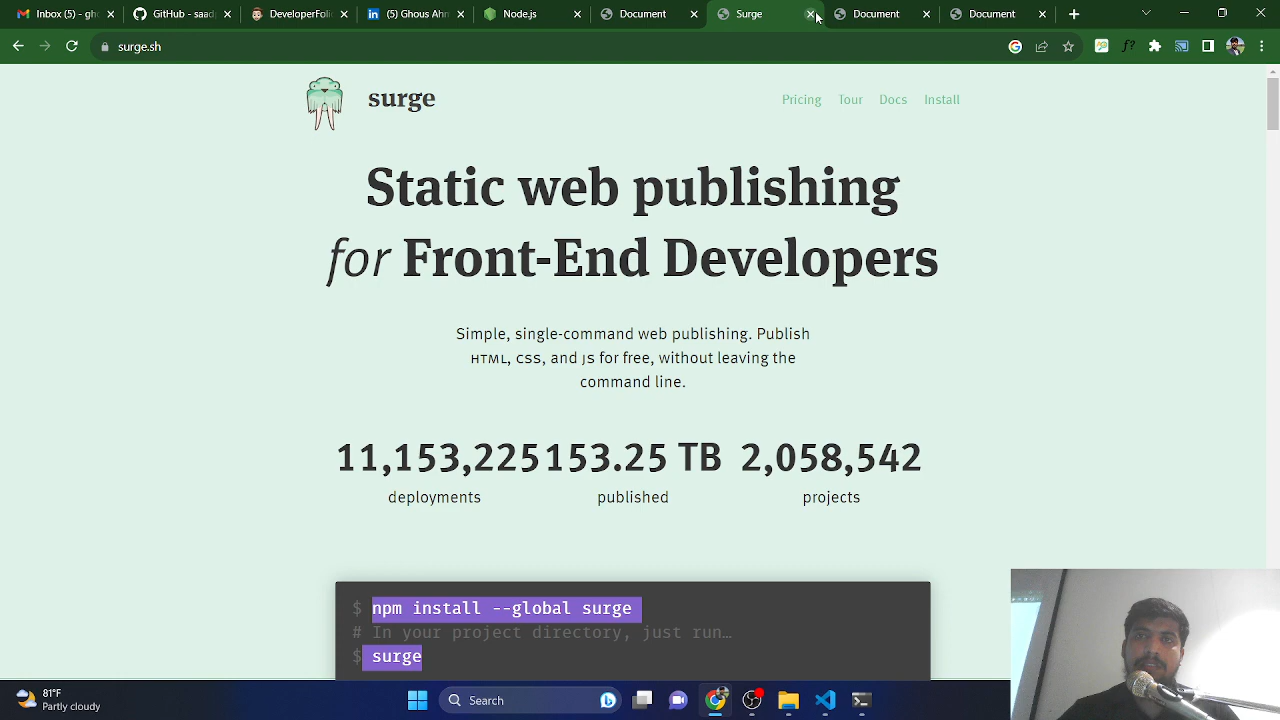 Inbox (5) - gh
GitHub - saad
DeveloperFoli
(5) Ghous Ahn
Node.js
Document
Surge
Document
Document
surge.sh
surge
Pricing
Tour
Docs
Install
Static web publishing
for Front-End Developers
Simple, single-command web publishing. Publish
HTML, CSS, and JS for free, without leaving the
command line.
11,153,225 153.25 TB 2,058,542
deployments published projects
$ npm install --global surge
# In your project directory, just run…
$ surge
81°F
Partly cloudy
Search